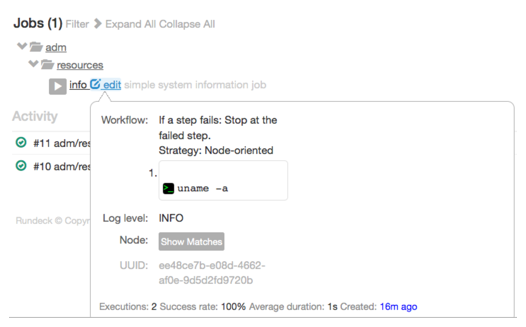 Jobs (1) Filter Expand All Collapse All
adm
resources
info edit simple system information job
Activity
Workflow: If a step fails: Stop at the
failed step.
Strategy: Node-oriented
#11 adm/res
1.
uname -a
#10 adm/res
Log level: INFO
Rundeck © Copyr
Node: Show Matches
UUID: ee48ce7b-e08d-4662-
af0e-9d5d2fd9720b
Executions: 2 Success rate: 100% Average duration: 1s Created: 16m ago